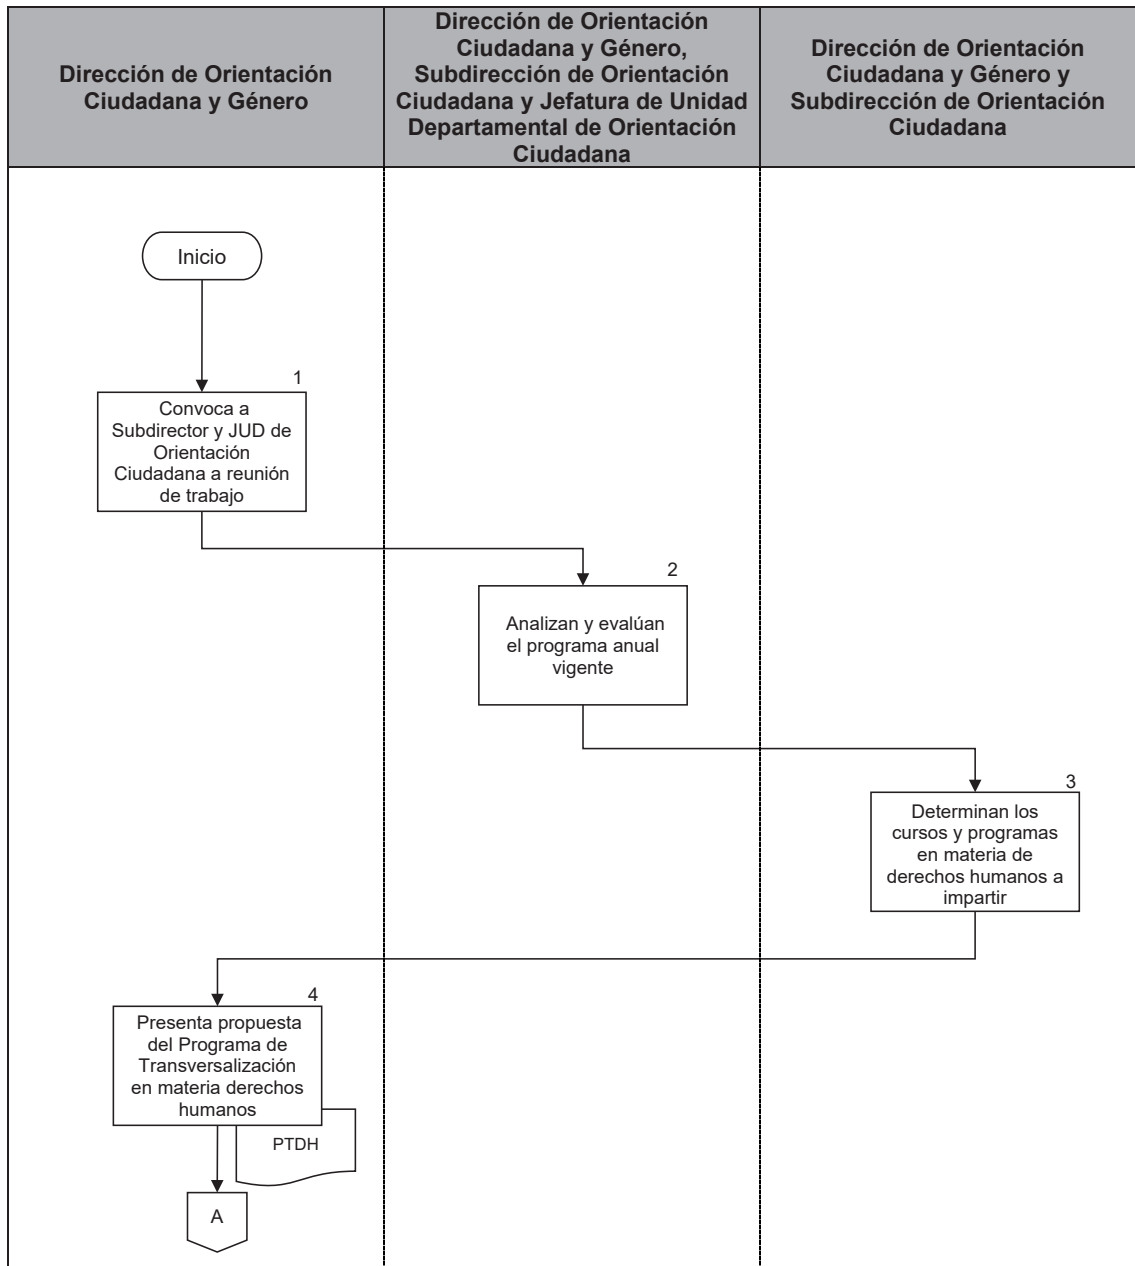 Dirección de Orientación
Ciudadana y Género
Dirección de Orientación
Ciudadana y Género,
Subdirección de Orientación
Ciudadana y Jefatura de Unidad
Departamental de Orientación
Ciudadana
Dirección de Orientación
Ciudadana y Género y
Subdirección de Orientación
Ciudadana
Inicio
1
Convoca a
Subdirector y JUD de
Orientación
Ciudadana a reunión
de trabajo
2
Analizan y evalúan
el programa anual
vigente
3
Determinan los
cursos y programas
en materia de
derechos humanos a
impartir
4
Presenta propuesta
del Programa de
Transversalización
en materia derechos
humanos
PTDH
A